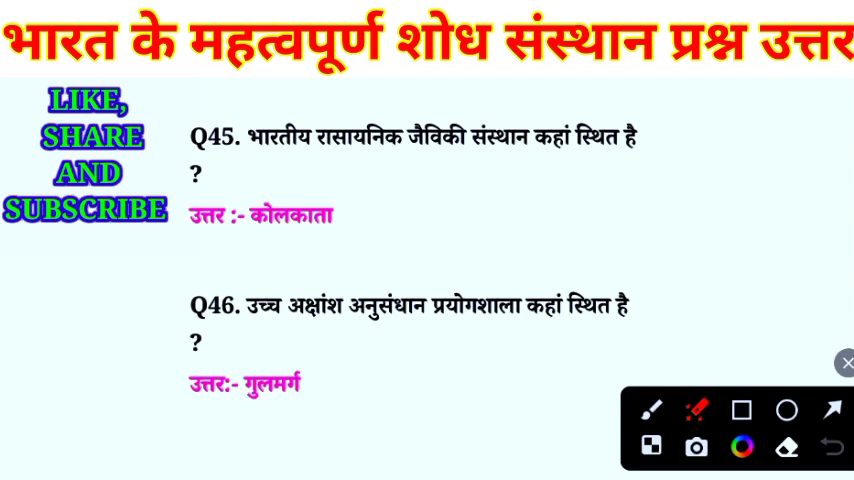 भारत के महत्वपूर्ण शोध संस्थान प्रश्न उत्तर
LIKE,
SHARE
AND
SUBSCRIBE
Q45. भारतीय रासायनिक जैविकी संस्थान कहां स्थित है
?
उत्तर :- कोलकाता
Q46. उच्च अक्षांश अनुसंधान प्रयोगशाला कहां स्थित है
?
उत्तर:- गुलमर्ग